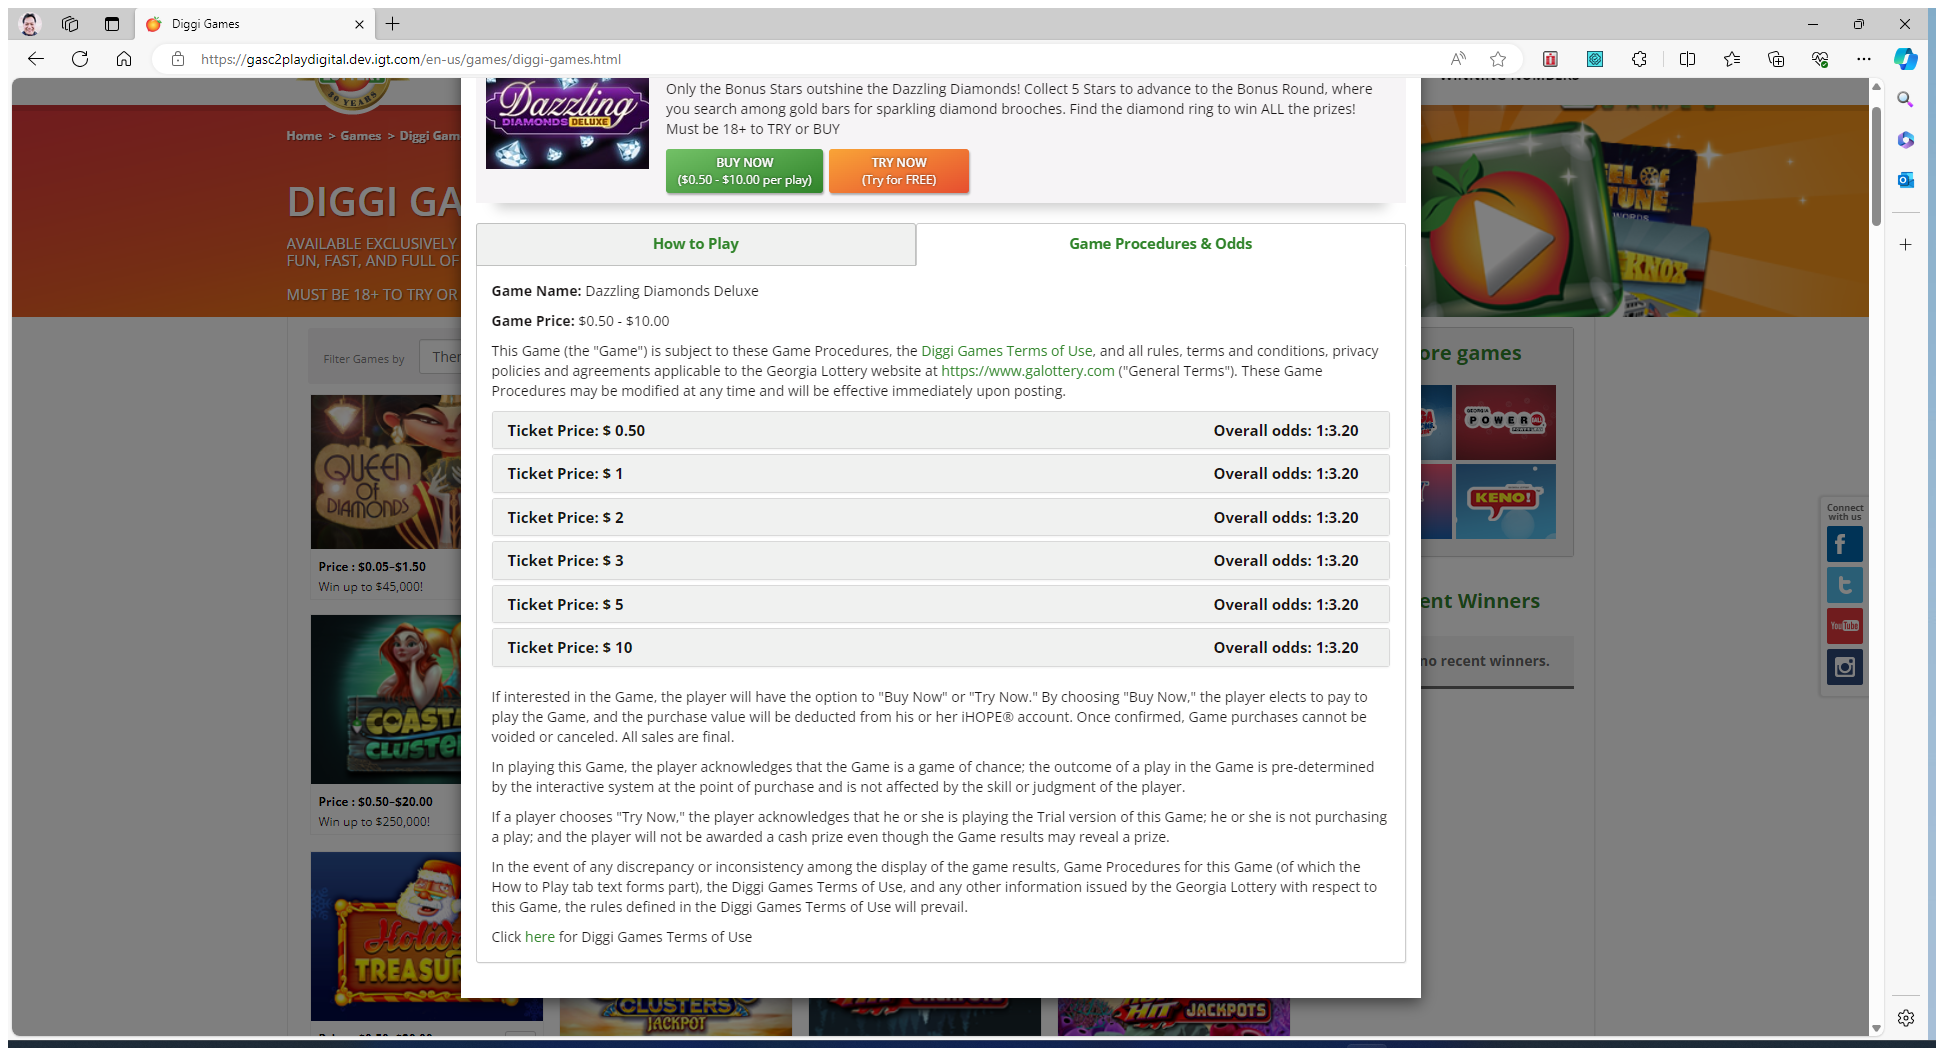 Diggi Games
https://gasc2playdigital.dev.igt.com/en-us/games/diggi-games.html
50 YEARS
Home > Games > Diggi Gam
DIGGI GA
AVAILABLE EXCLUSIVELY
FUN, FAST, AND FULL OF
MUST BE 18+ TO TRY OR
Filter Games by
Ther
QUEEN
OF
DIAMONDS
Price : $0.05–$1.50
Win up to $45,000!
COASTA
CLUSTE
Price : $0.50–$20.00
Win up to $250,000!
Holid
TREASU
Dazzling
DIAMONDS DELUXE
Only the Bonus Stars outshine the Dazzling Diamonds! Collect 5 Stars to advance to the Bonus Round, where
you search among gold bars for sparkling diamond brooches. Find the diamond ring to win ALL the prizes!
Must be 18+ to TRY or BUY
BUY NOW
($0.50 - $10.00 per play)
TRY NOW
(Try for FREE)
How to Play
Game Procedures & Odds
Game Name: Dazzling Diamonds Deluxe
Game Price: $0.50 - $10.00
This Game (the "Game") is subject to these Game Procedures, the Diggi Games Terms of Use, and all rules, terms and conditions, privacy
policies and agreements applicable to the Georgia Lottery website at https://www.galottery.com ("General Terms"). These Game
Procedures may be modified at any time and will be effective immediately upon posting.
Ticket Price: $ 0.50 Overall odds: 1:3.20
Ticket Price: $ 1 Overall odds: 1:3.20
Ticket Price: $ 2 Overall odds: 1:3.20
Ticket Price: $ 3 Overall odds: 1:3.20
Ticket Price: $ 5 Overall odds: 1:3.20
Ticket Price: $ 10 Overall odds: 1:3.20
If interested in the Game, the player will have the option to "Buy Now" or "Try Now." By choosing "Buy Now," the player elects to pay to
play the Game, and the purchase value will be deducted from his or her iHOPE® account. Once confirmed, Game purchases cannot be
voided or canceled. All sales are final.
In playing this Game, the player acknowledges that the Game is a game of chance; the outcome of a play in the Game is pre-determined
by the interactive system at the point of purchase and is not affected by the skill or judgment of the player.
If a player chooses "Try Now," the player acknowledges that he or she is playing the Trial version of this Game; he or she is not purchasing
a play; and the player will not be awarded a cash prize even though the Game results may reveal a prize.
In the event of any discrepancy or inconsistency among the display of the game results, Game Procedures for this Game (of which the
How to Play tab text forms part), the Diggi Games Terms of Use, and any other information issued by the Georgia Lottery with respect to
this Game, the rules defined in the Diggi Games Terms of Use will prevail.
Click here for Diggi Games Terms of Use
CLUSTERS
JACKPOT
HIT JACKPOTS
WINNING NUMBERS
EL OF
TUNE
WORDS
KNOX
ore games
GEORGIA
POWERBALL
KENO!
ent Winners
no recent winners.
Connect
with us
YouTube